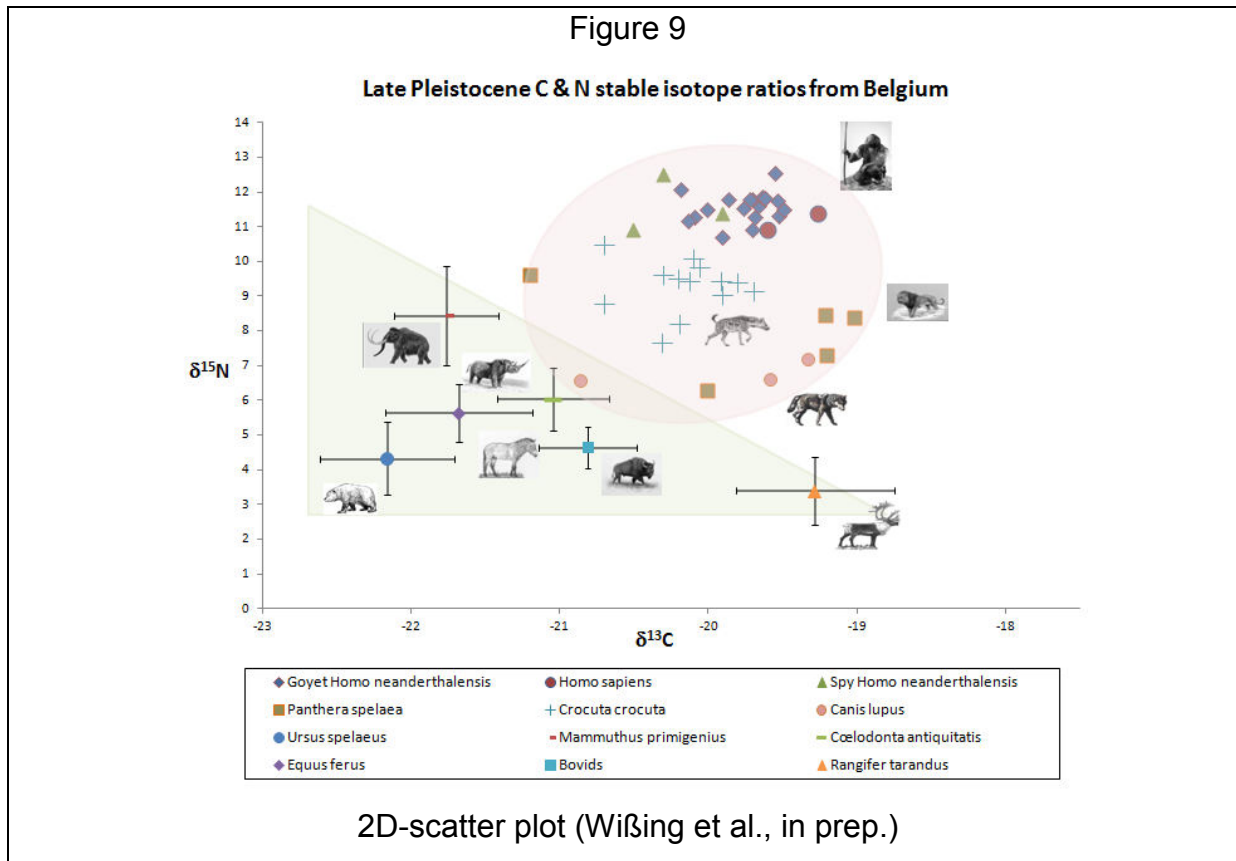 Figure 9
Late Pleistocene C & N stable isotope ratios from Belgium
14
13
12
11
10
9
8
7
6
5
4
3
2
1
0
δ¹⁵N
-23 -22 -21 -20 -19 -18
δ¹³C
Goyet Homo neanderthalensis Homo sapiens Spy Homo neanderthalensis
Panthera spelaea Crocuta crocuta Canis lupus
Ursus spelaeus Mammuthus primigenius Cœlodonta antiquitatis
Equus ferus Bovids Rangifer tarandus
2D-scatter plot (Wißing et al., in prep.)